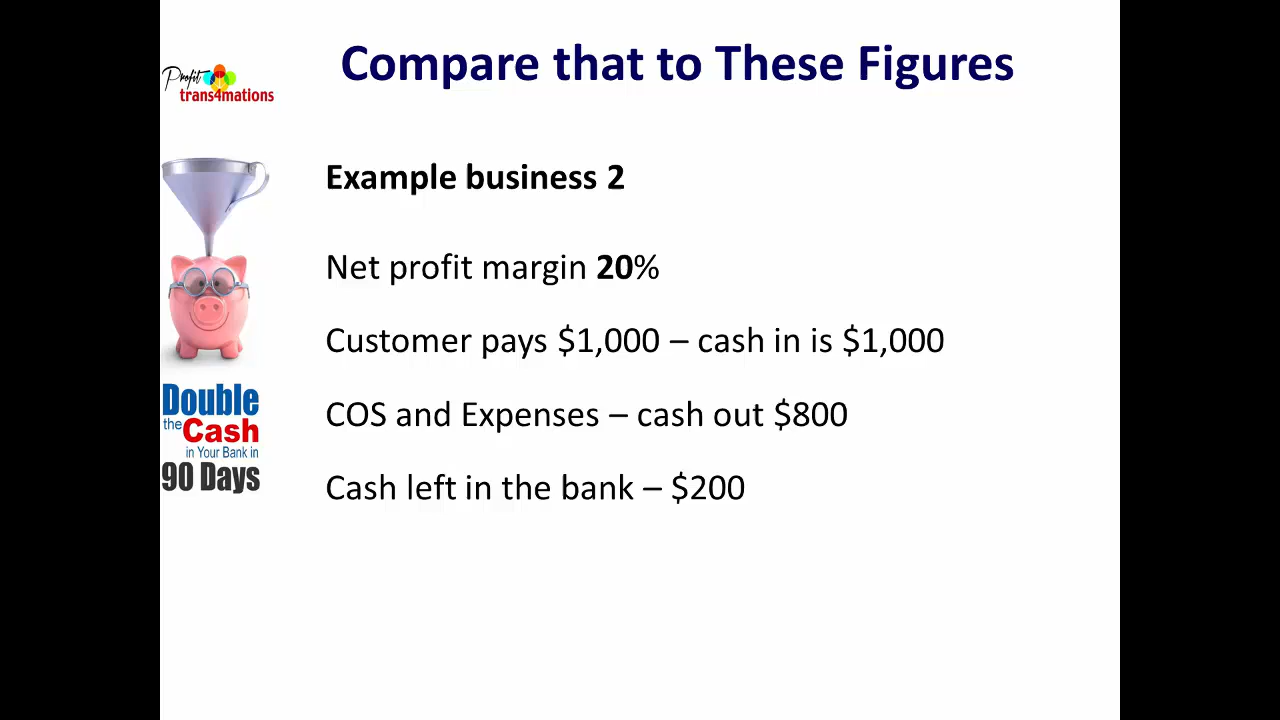 Compare that to These Figures
Profit
trans4mations
Example business 2
Net profit margin 20%
Customer pays $1,000 – cash in is $1,000
COS and Expenses – cash out $800
Cash left in the bank – $200
Double
the Cash
in Your Bank in
90 Days